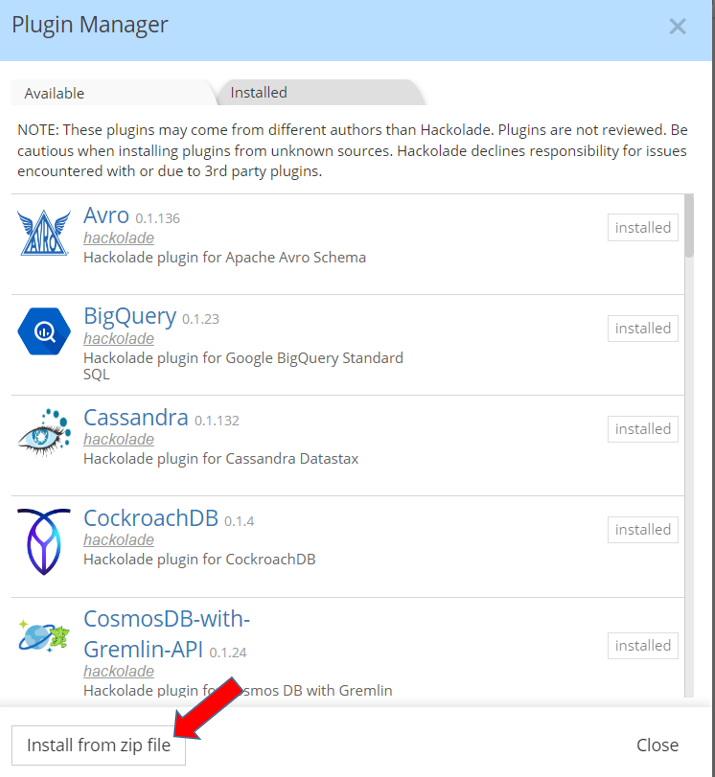 Plugin Manager
Available
Installed
NOTE: These plugins may come from different authors than Hackolade. Plugins are not reviewed. Be
cautious when installing plugins from unknown sources. Hackolade declines responsibility for issues
encountered with or due to 3rd party plugins.
AVRO
Avro 0.1.136
hackolade
Hackolade plugin for Apache Avro Schema
installed
BigQuery 0.1.23
hackolade
Hackolade plugin for Google BigQuery Standard
SQL
installed
Cassandra 0.1.132
hackolade
Hackolade plugin for Cassandra Datastax
installed
CockroachDB 0.1.4
hackolade
Hackolade plugin for CockroachDB
installed
CosmosDB-with-
Gremlin-API 0.1.24
hackolade
Hackolade plugin DB with Gremlin
installed
Install from zip file
Close